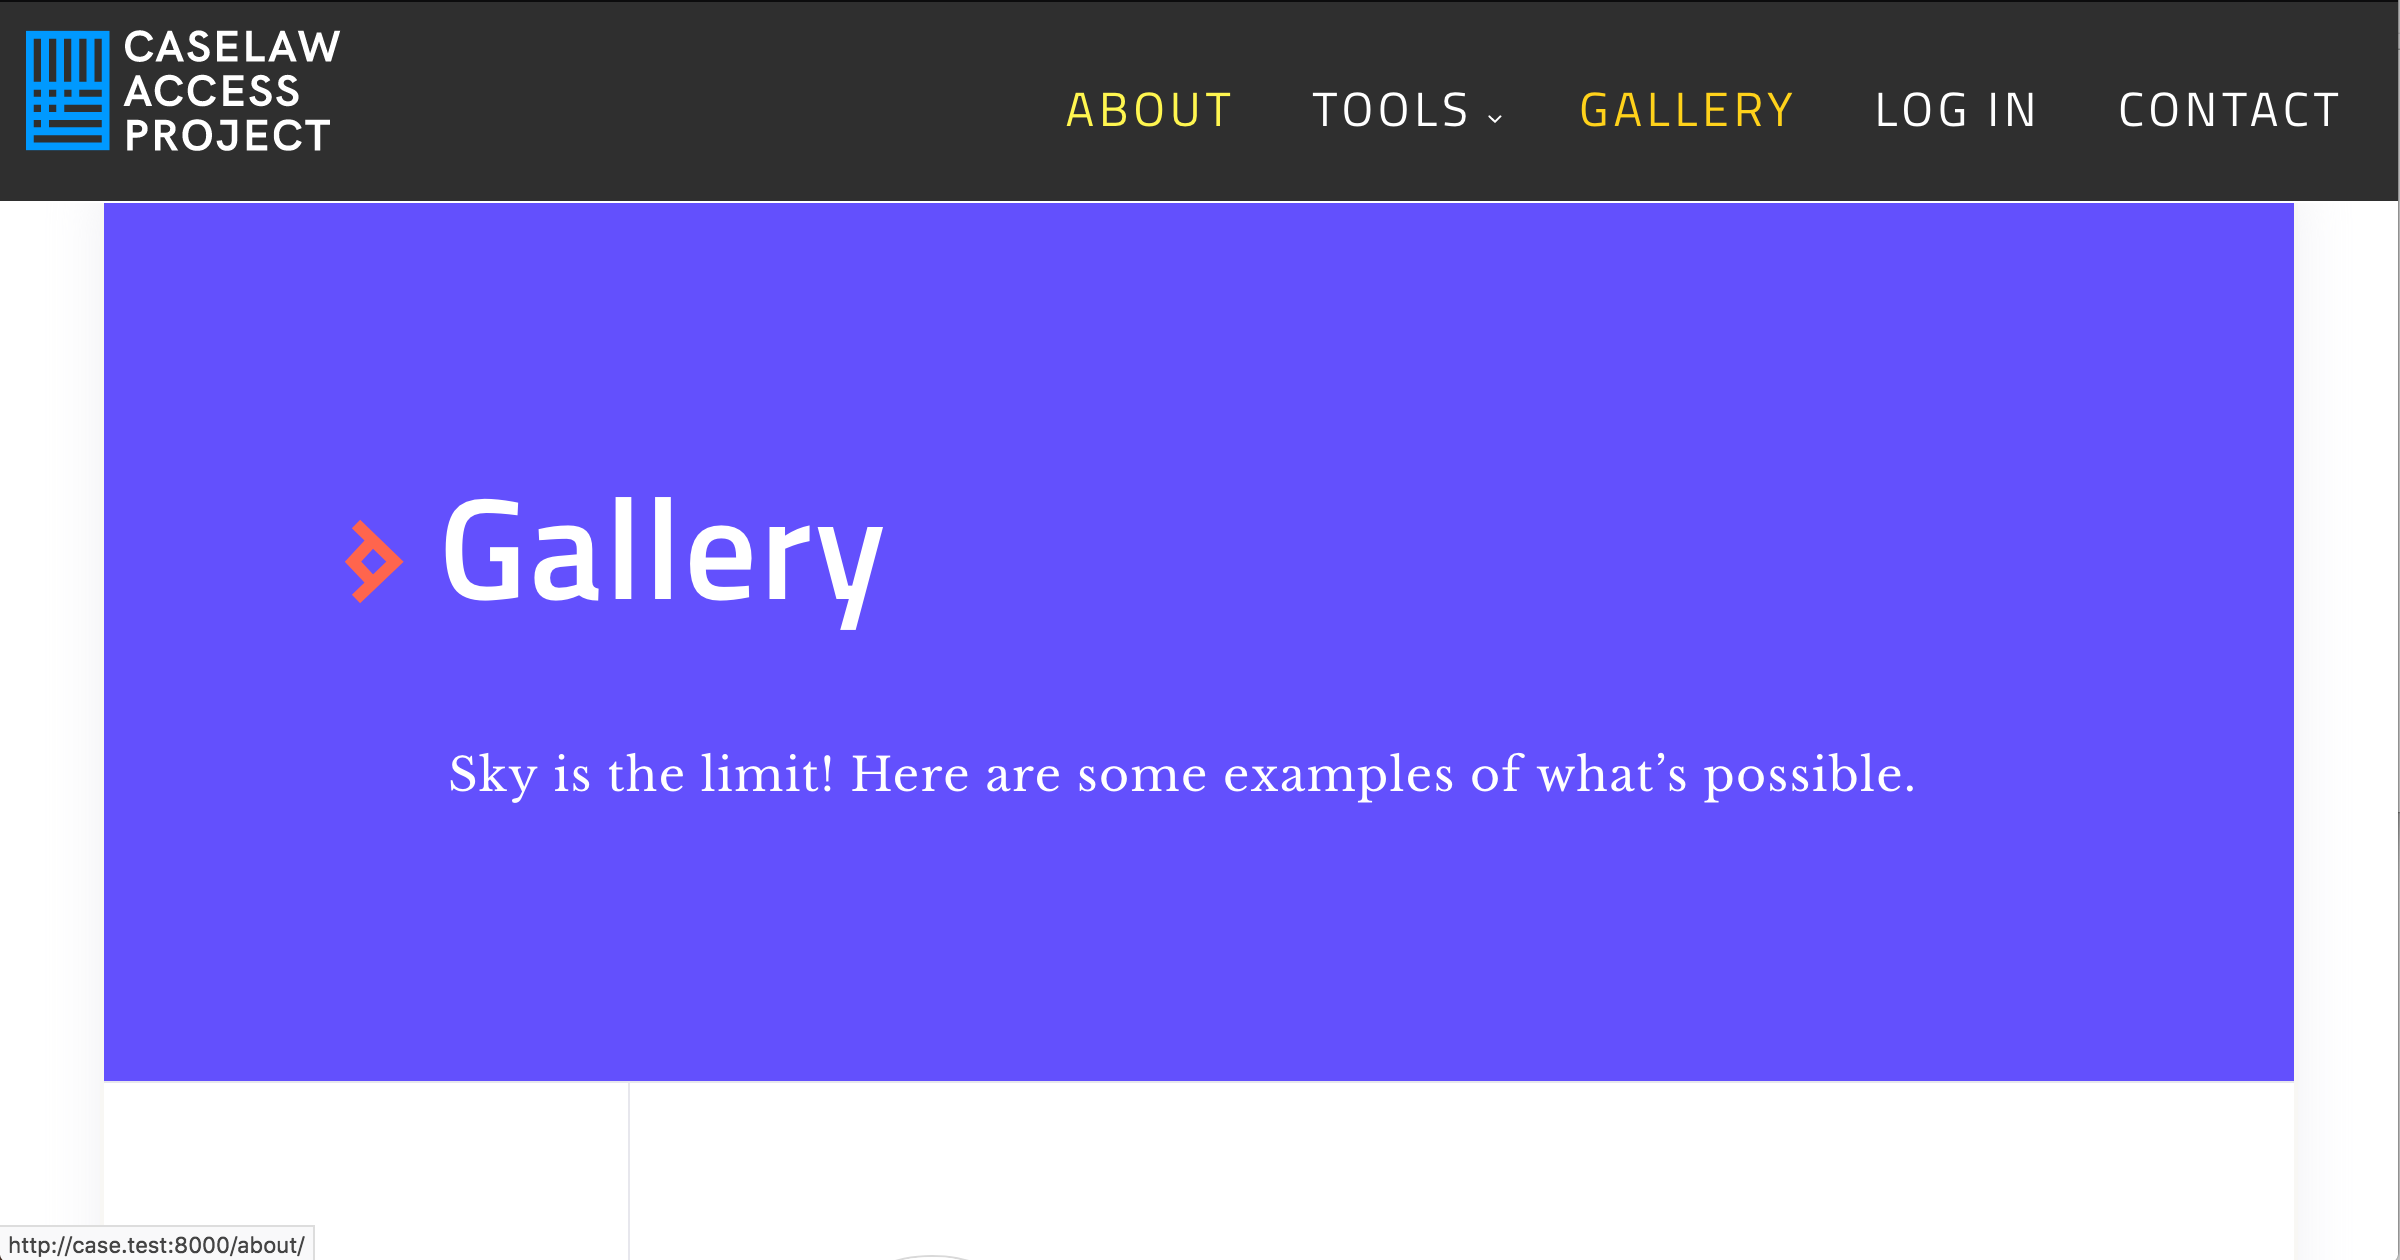 CASELAW
ACCESS
PROJECT
ABOUT TOOLS GALLERY LOG IN CONTACT
Gallery
Sky is the limit! Here are some examples of what’s possible.
http://case.test:8000/about/